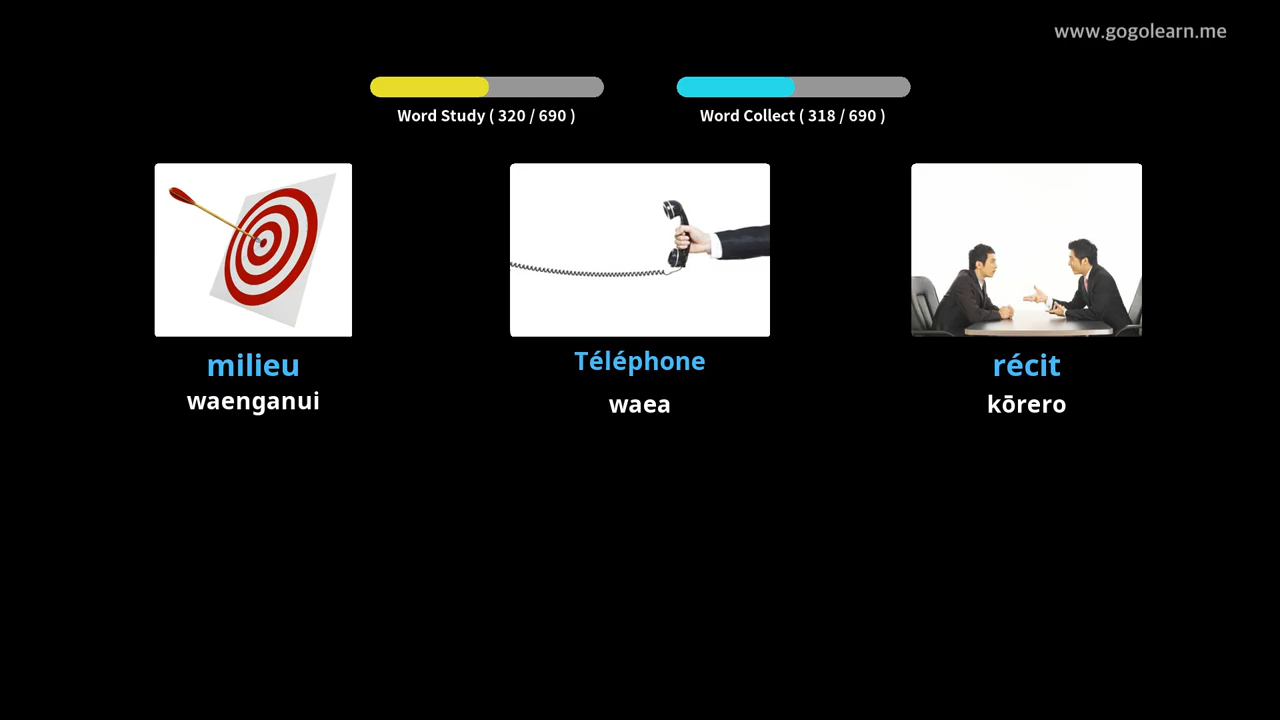 www.gogolearn.me
Word Study ( 320 / 690 )
Word Collect ( 318 / 690 )
milieu
waenganui
Téléphone
waea
récit
kōrero